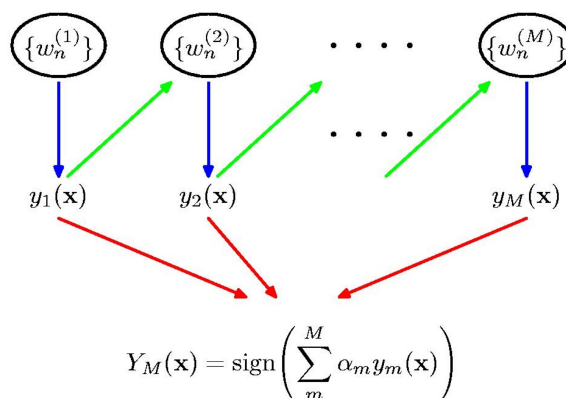 {w_n^{(1)}} {w_n^{(2)}} . . . . {w_n^{(M)}}
. . . .
y_1(x) y_2(x) y_M(x)
Y_M(x) = sign(∑_m^M α_m y_m(x))